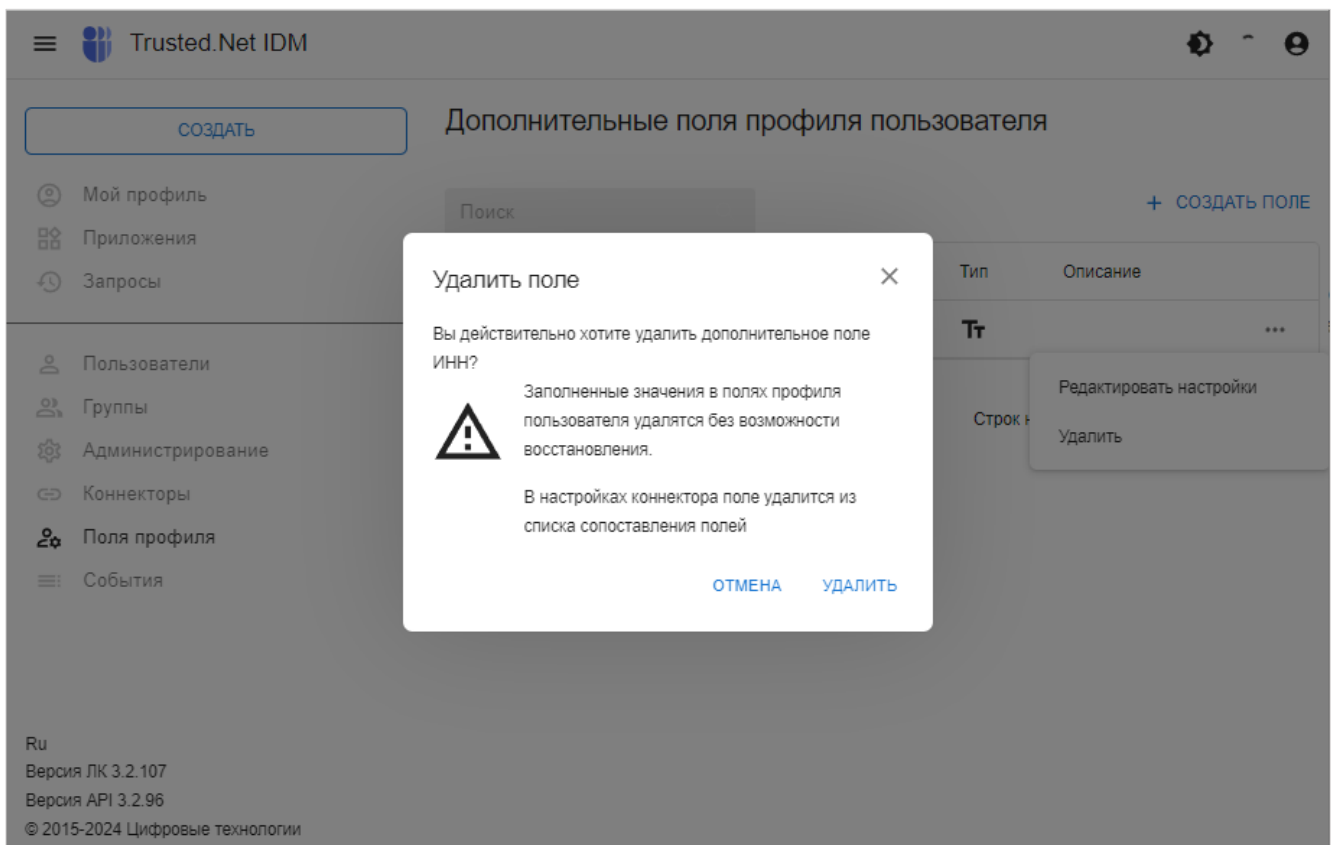 Trusted.Net IDM
СОЗДАТЬ
Дополнительные поля профиля пользователя
Мой профиль
Приложения
Запросы
Поиск
+ СОЗДАТЬ ПОЛЕ
Тип
Описание
Tт
Удалить поле
Вы действительно хотите удалить дополнительное поле
ИНН?
Заполненные значения в полях профиля
пользователя удалятся без возможности
восстановления.
В настройках коннектора поле удалится из
списка сопоставления полей
ОТМЕНА
УДАЛИТЬ
Редактировать настройки
Удалить
Строк
Пользователи
Группы
Администрирование
Коннекторы
Поля профиля
События
Ru
Версия ЛК 3.2.107
Версия API 3.2.96
© 2015-2024 Цифровые технологии